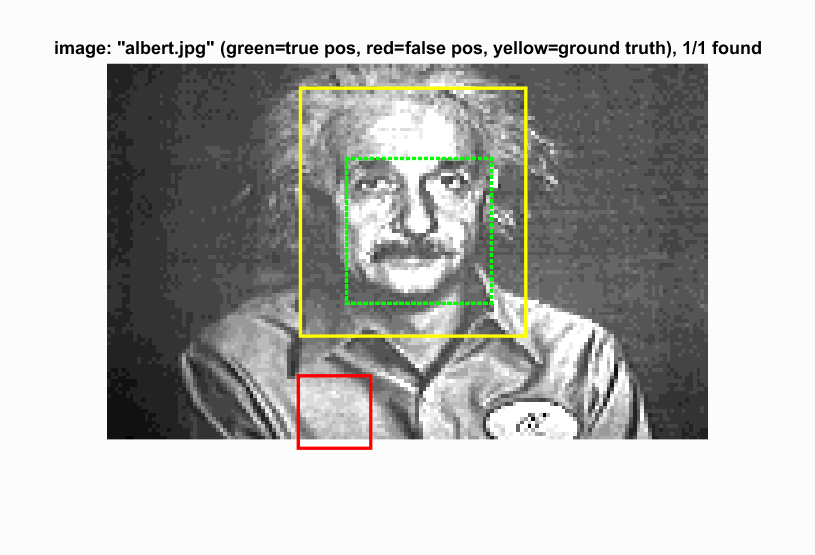 image: "albert.jpg" (green=true pos, red=false pos, yellow=ground truth), 1/1 found